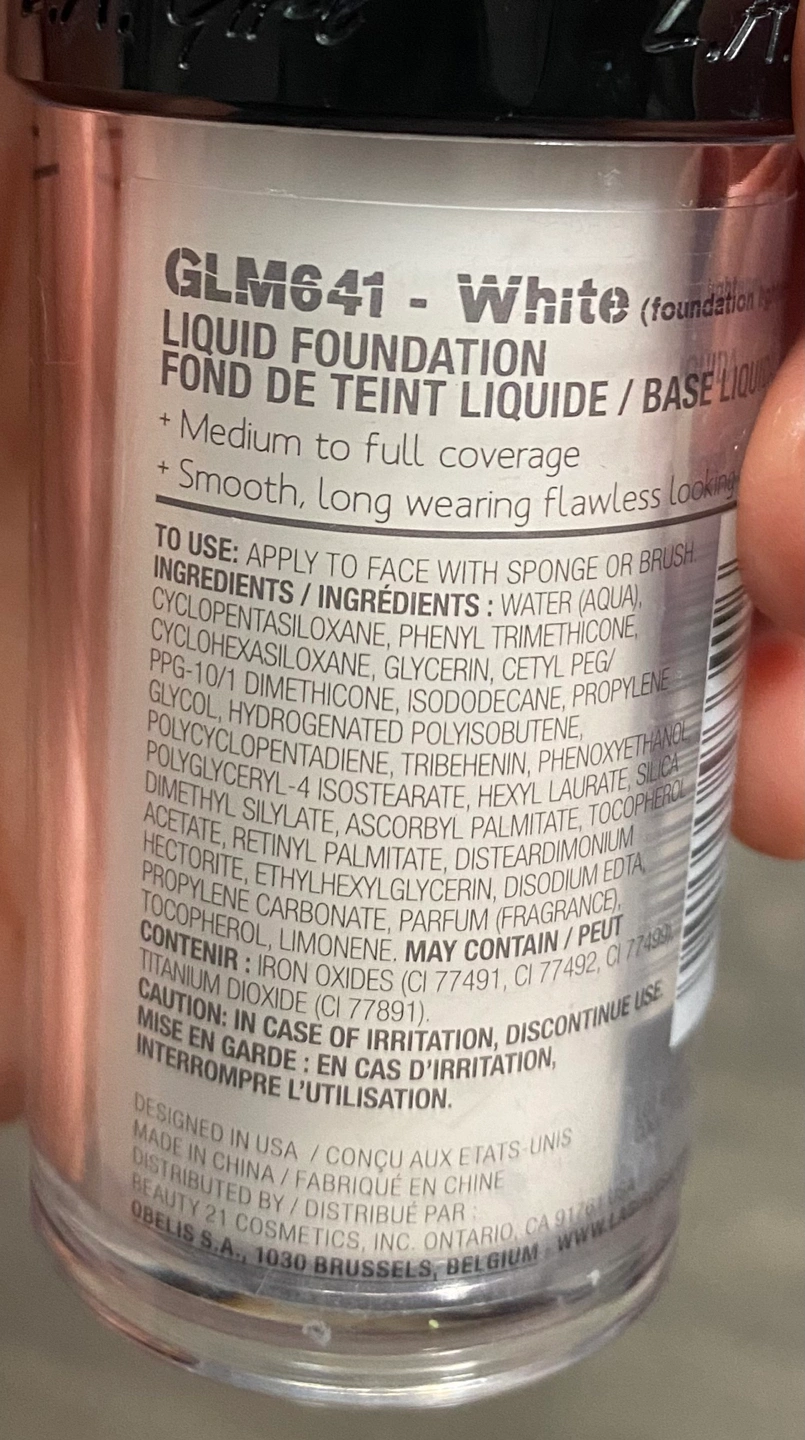 L.A. Girl L.A.
GLM641 - White (foundation
LIQUID FOUNDATION
FOND DE TEINT LIQUIDE / BASE LIQUI
+ Medium to full coverage
+ Smooth, long wearing flawless looking
TO USE: APPLY TO FACE WITH SPONGE OR BRUSH.
INGREDIENTS / INGRÉDIENTS : WATER (AQUA),
CYCLOPENTASILOXANE, PHENYL TRIMETHICONE,
CYCLOHEXASILOXANE, GLYCERIN, CETYL PEG/
PPG-10/1 DIMETHICONE, ISODODECANE, PROPYLENE
GLYCOL, HYDROGENATED POLYISOBUTENE,
POLYCYCLOPENTADIENE, TRIBEHENIN, PHENOXYETHANOL,
POLYGLYCERYL-4 ISOSTEARATE, HEXYL LAURATE, SILICA
DIMETHYL SILYLATE, ASCORBYL PALMITATE, TOCOPHEROL
ACETATE, RETINYL PALMITATE, DISTEARDIMONIUM
HECTORITE, ETHYLHEXYLGLYCERIN, DISODIUM EDTA,
PROPYLENE CARBONATE, PARFUM (FRAGRANCE),
TOCOPHEROL, LIMONENE. MAY CONTAIN / PEUT
CONTENIR : IRON OXIDES (CI 77491, CI 77492, CI 77499),
TITANIUM DIOXIDE (CI 77891).
CAUTION: IN CASE OF IRRITATION, DISCONTINUE USE.
MISE EN GARDE : EN CAS D'IRRITATION,
INTERROMPRE L'UTILISATION.
DESIGNED IN USA / CONÇU AUX ETATS-UNIS
MADE IN CHINA / FABRIQUÉ EN CHINE
DISTRIBUTED BY / DISTRIBUÉ PAR :
BEAUTY 21 COSMETICS, INC. ONTARIO, CA 91761 USA
OBELIS S.A., 1030 BRUSSELS, BELGIUM